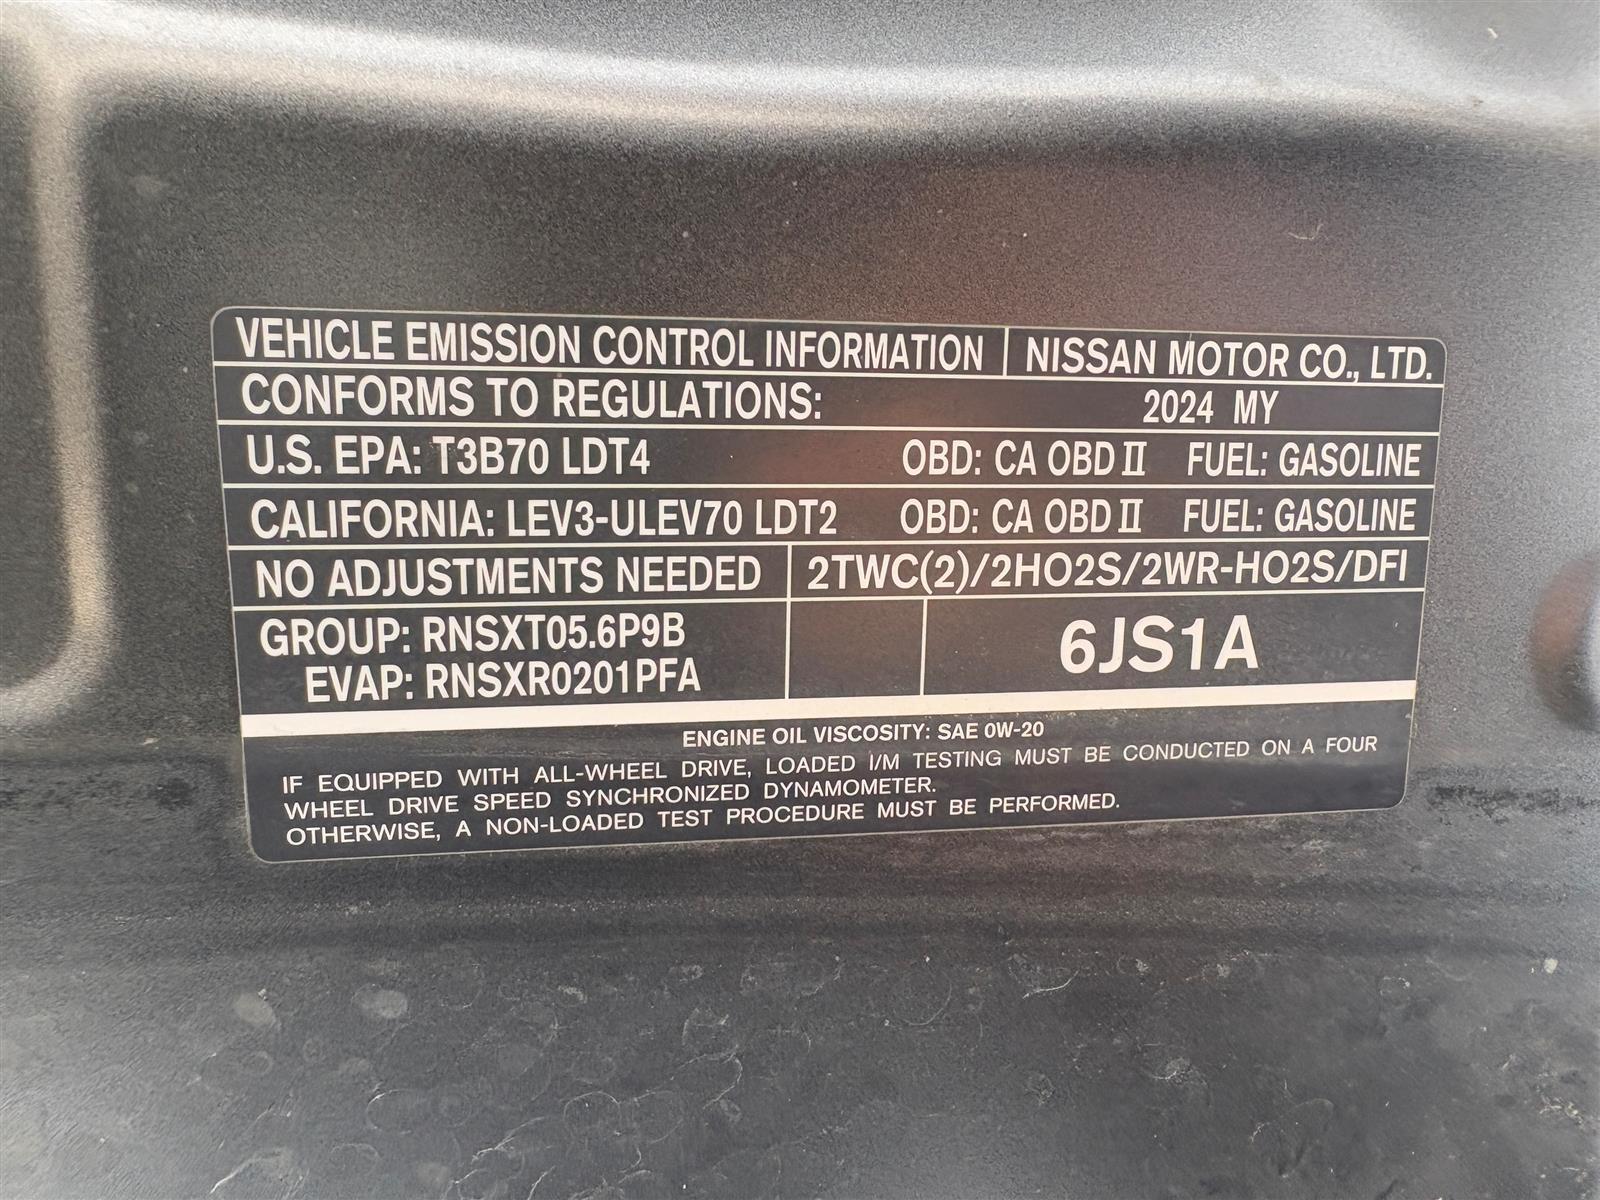 VEHICLE EMISSION CONTROL INFORMATION NISSAN MOTOR CO., LTD.
CONFORMS TO REGULATIONS: 2024 MY
U.S. EPA: T3B70 LDT4 OBD: CA OBD II FUEL: GASOLINE
CALIFORNIA: LEV3-ULEV70 LDT2 OBD: CA OBD II FUEL: GASOLINE
NO ADJUSTMENTS NEEDED 2TWC(2)/2HO2S/2WR-HO2S/DFI
GROUP: RNSXT05.6P9B 6JS1A
EVAP: RNSXR0201PFA
ENGINE OIL VISCOSITY: SAE 0W-20
IF EQUIPPED WITH ALL-WHEEL DRIVE, LOADED I/M TESTING MUST BE CONDUCTED ON A FOUR
WHEEL DRIVE SPEED SYNCHRONIZED DYNAMOMETER.
OTHERWISE, A NON-LOADED TEST PROCEDURE MUST BE PERFORMED.